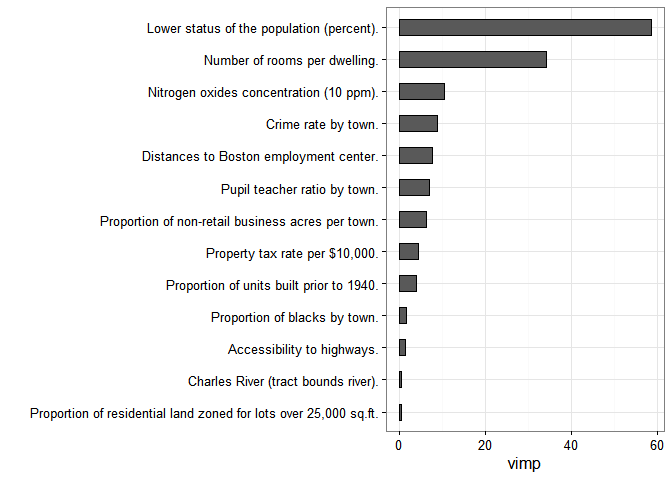 Lower status of the population (percent).
Number of rooms per dwelling.
Nitrogen oxides concentration (10 ppm).
Crime rate by town.
Distances to Boston employment center.
Pupil teacher ratio by town.
Proportion of non-retail business acres per town.
Property tax rate per $10,000.
Proportion of units built prior to 1940.
Proportion of blacks by town.
Accessibility to highways.
Charles River (tract bounds river).
Proportion of residential land zoned for lots over 25,000 sq.ft.
0 20 40 60
vimp